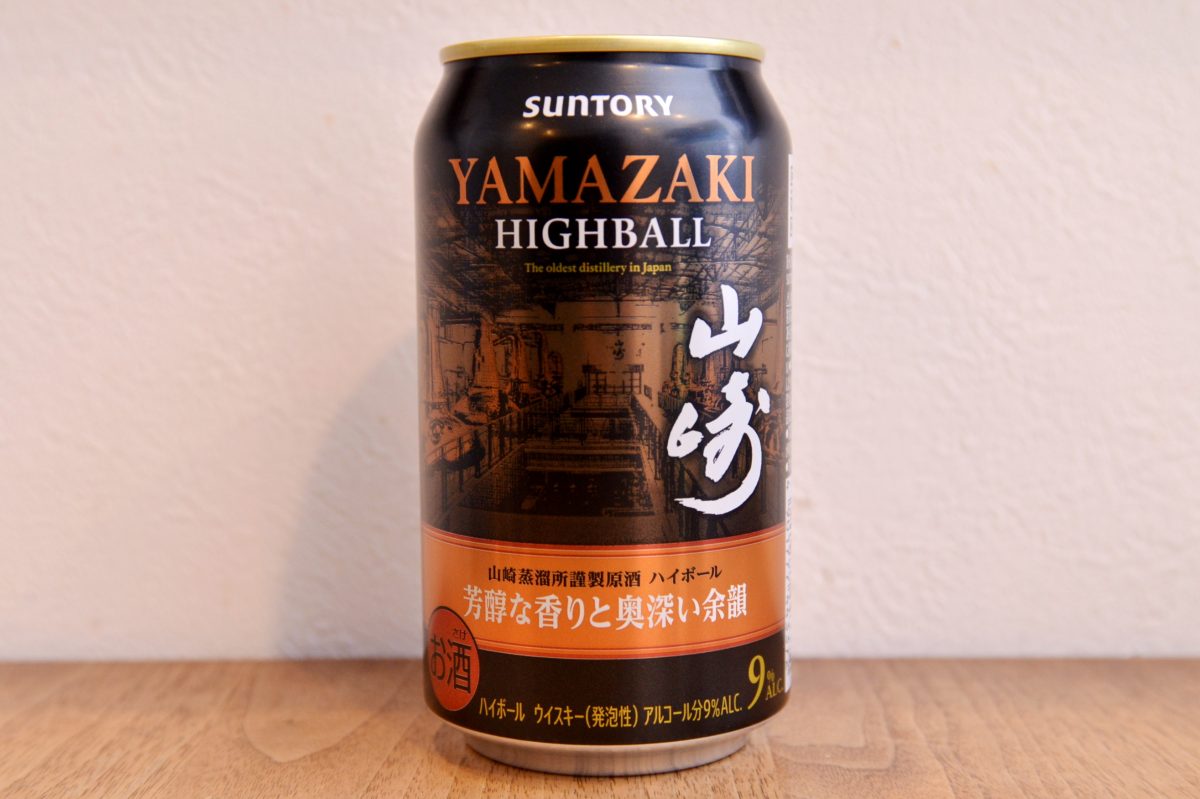 SUNTORY
YAMAZAKI
HIGHBALL
The oldest distillery in Japan
山崎
山崎蒸溜所謹製原酒 ハイボール
芳醇な香りと奥深い余韻
さけ
お酒
9% ALC.
ハイボール ウイスキー(発泡性) アルコール分9%ALC.